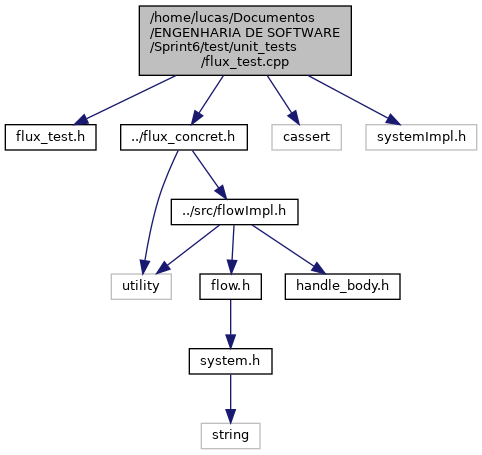 /home/lucas/Documentos
/ENGENHARIA DE SOFTWARE
/Sprint6/test/unit_tests
/flux_test.cpp
flux_test.h
../flux_concret.h
cassert
systemImpl.h
../src/flowImpl.h
utility
flow.h
handle_body.h
system.h
string